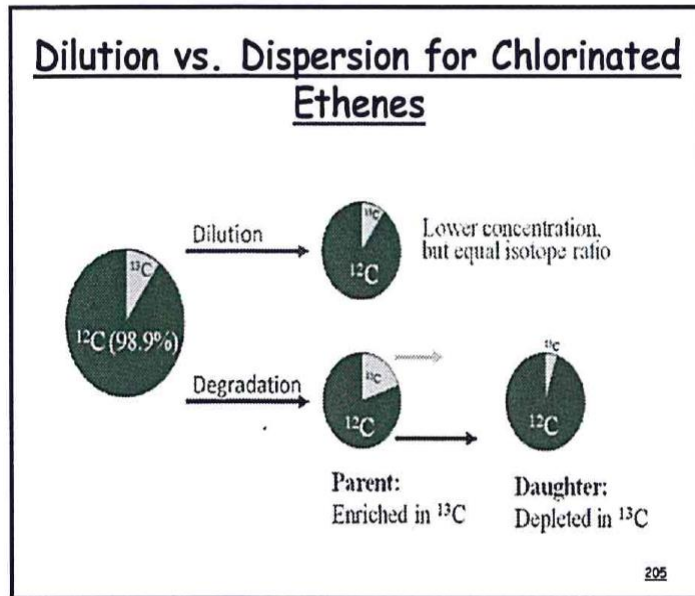 Dilution vs. Dispersion for Chlorinated
Ethenes
¹³C
¹²C (98.9%)
Dilution
¹³C
¹²C
Lower concentration,
but equal isotope ratio
Degradation
¹³C
¹²C
¹³C
¹²C
Parent:
Enriched in ¹³C
Daughter:
Depleted in ¹³C
205